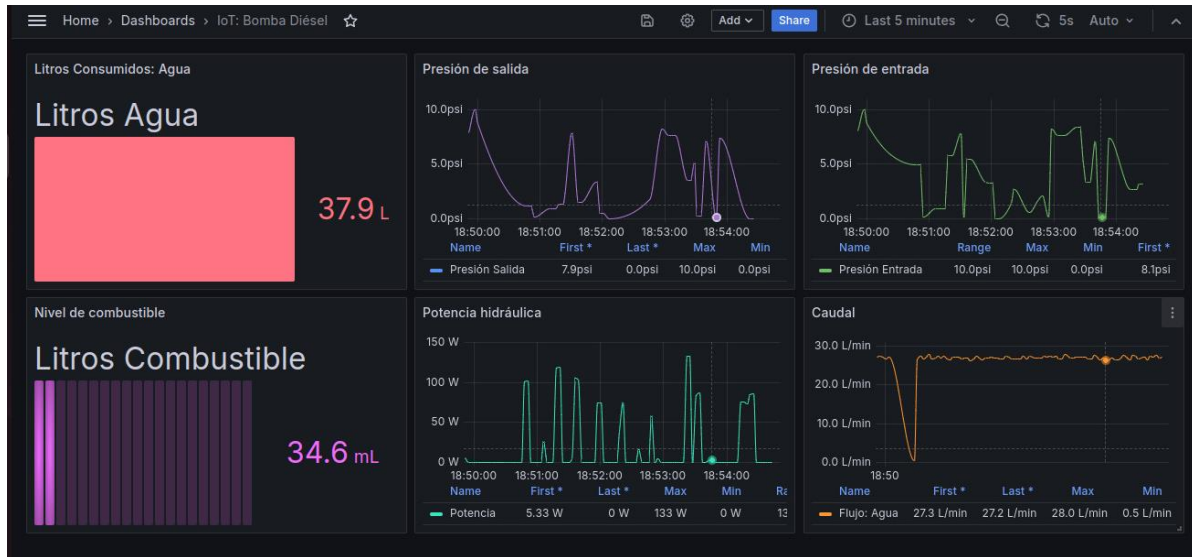 Home › Dashboards › IoT: Bomba Diésel
Add
Share
Last 5 minutes
5s Auto
Litros Consumidos: Agua
Litros Agua
37.9 L
Presión de salida
10.0psi
5.0psi
0.0psi
18:50:00 18:51:00 18:52:00 18:53:00 18:54:00
Name First * Last * Max Min
Presión Salida 7.9psi 0.0psi 10.0psi 0.0psi
Presión de entrada
10.0psi
5.0psi
0.0psi
18:50:00 18:51:00 18:52:00 18:53:00 18:54:00
Name Range Max Min First *
Presión Entrada 10.0psi 10.0psi 0.0psi 8.1psi
Nivel de combustible
Litros Combustible
34.6 mL
Potencia hidráulica
150 W
100 W
50 W
0 W
18:50:00 18:51:00 18:52:00 18:53:00 18:54:00
Name First * Last * Max Min Ra
Potencia 5.33 W 0 W 133 W 0 W 13
Caudal
30.0 L/min
20.0 L/min
10.0 L/min
0.0 L/min
18:50
Name First * Last * Max Min
Flujo: Agua 27.3 L/min 27.2 L/min 28.0 L/min 0.5 L/min